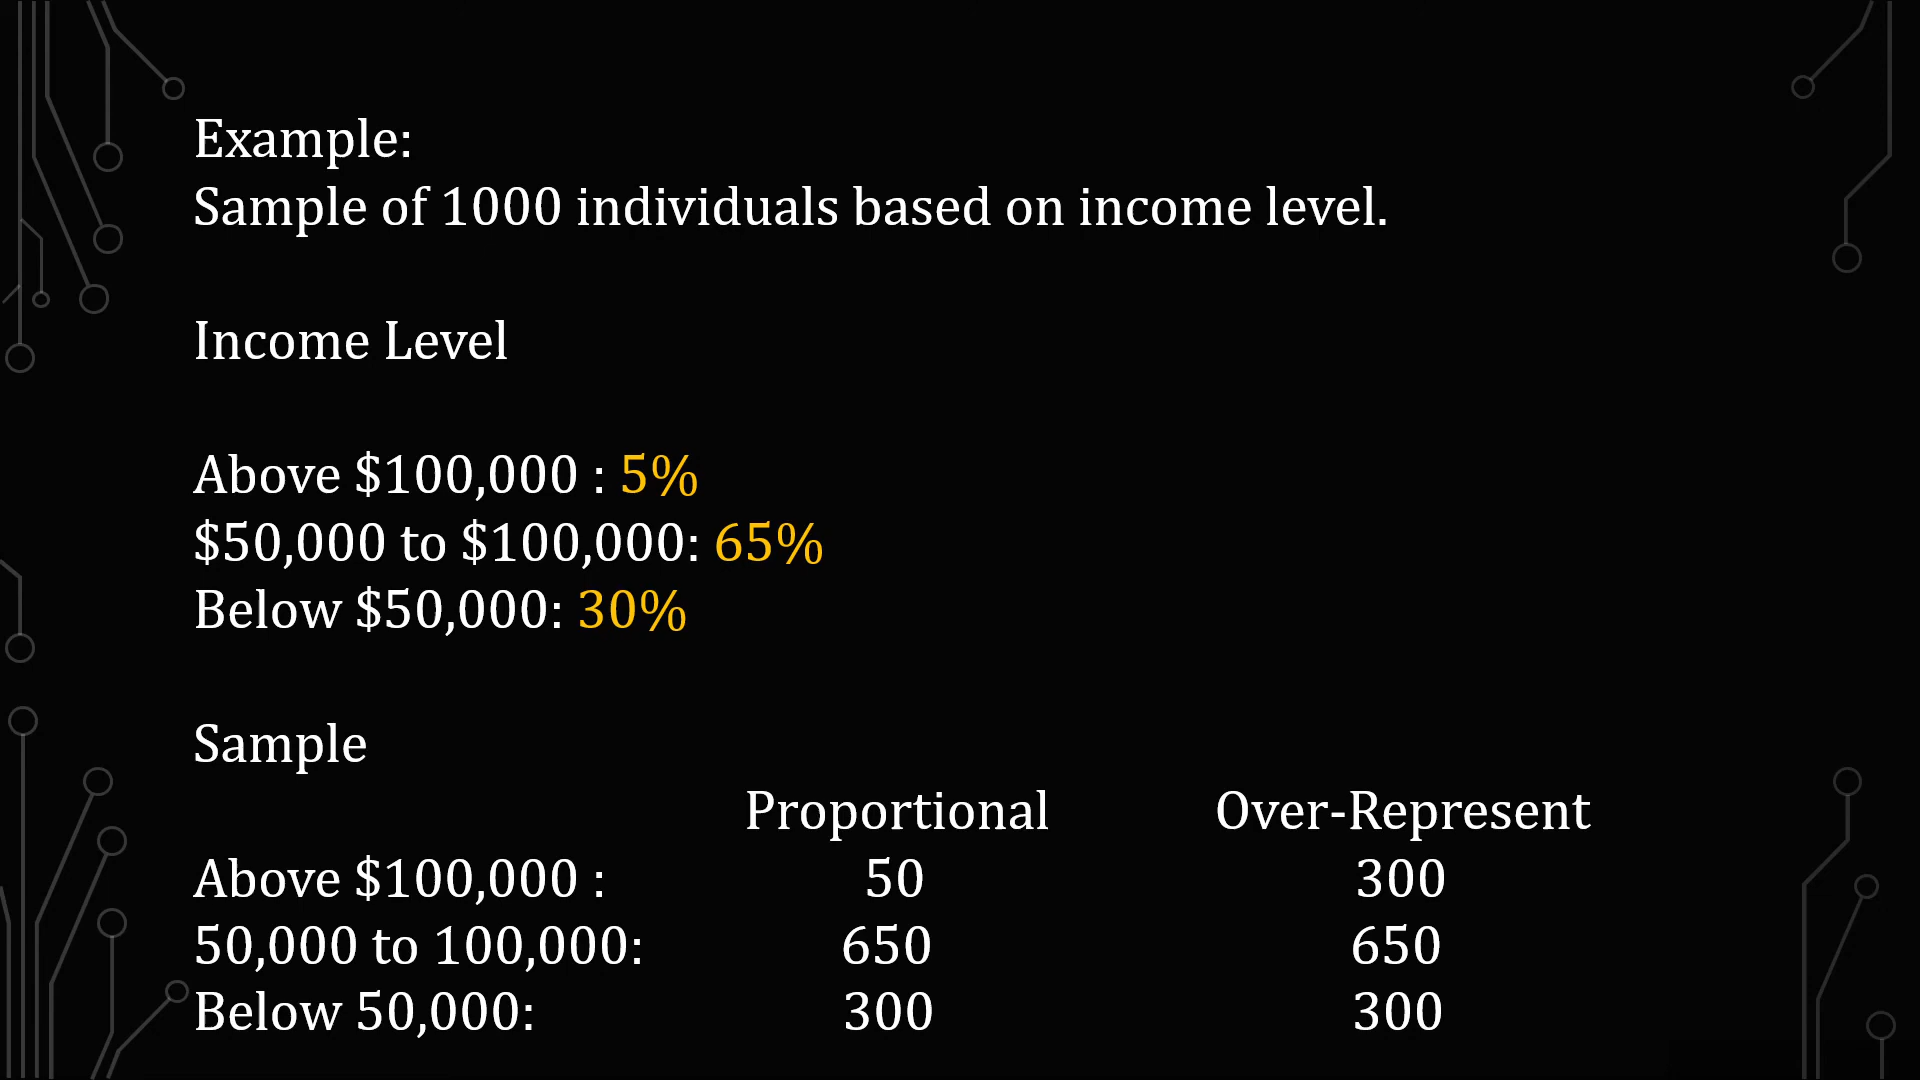 Example:
Sample of 1000 individuals based on income level.
Income Level
Above $100,000 : 5%
$50,000 to $100,000: 65%
Below $50,000: 30%
Sample
Proportional Over-Represent
Above $100,000 : 50 300
50,000 to 100,000: 650 650
Below 50,000: 300 300